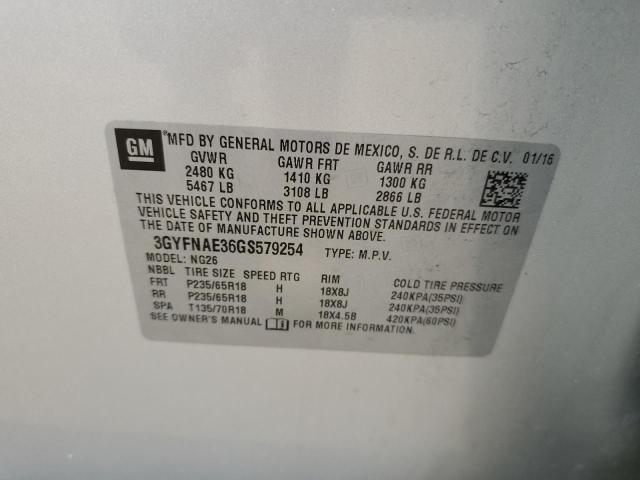 GM
®MFD BY GENERAL MOTORS DE MEXICO, S. DE R.L. DE C.V. 01/16
GVWR GAWR FRT GAWR RR
2480 KG 1410 KG 1300 KG
5467 LB 3108 LB 2866 LB
THIS VEHICLE CONFORMS TO ALL APPLICABLE U.S. FEDERAL MOTOR
VEHICLE SAFETY AND THEFT PREVENTION STANDARDS IN EFFECT ON
THE DATE OF MANUFACTURE SHOWN ABOVE.
3GYFNAE36GS579254 TYPE: M.P.V.
MODEL: NG26
NBBL TIRE SIZE SPEED RTG RIM COLD TIRE PRESSURE
FRT P235/65R18 H 18X8J 240KPA(35PSI)
RR P235/65R18 H 18X8J 240KPA(35PSI)
SPA T135/70R18 M 18X4.5B 420KPA(60PSI)
SEE OWNER'S MANUAL FOR MORE INFORMATION.